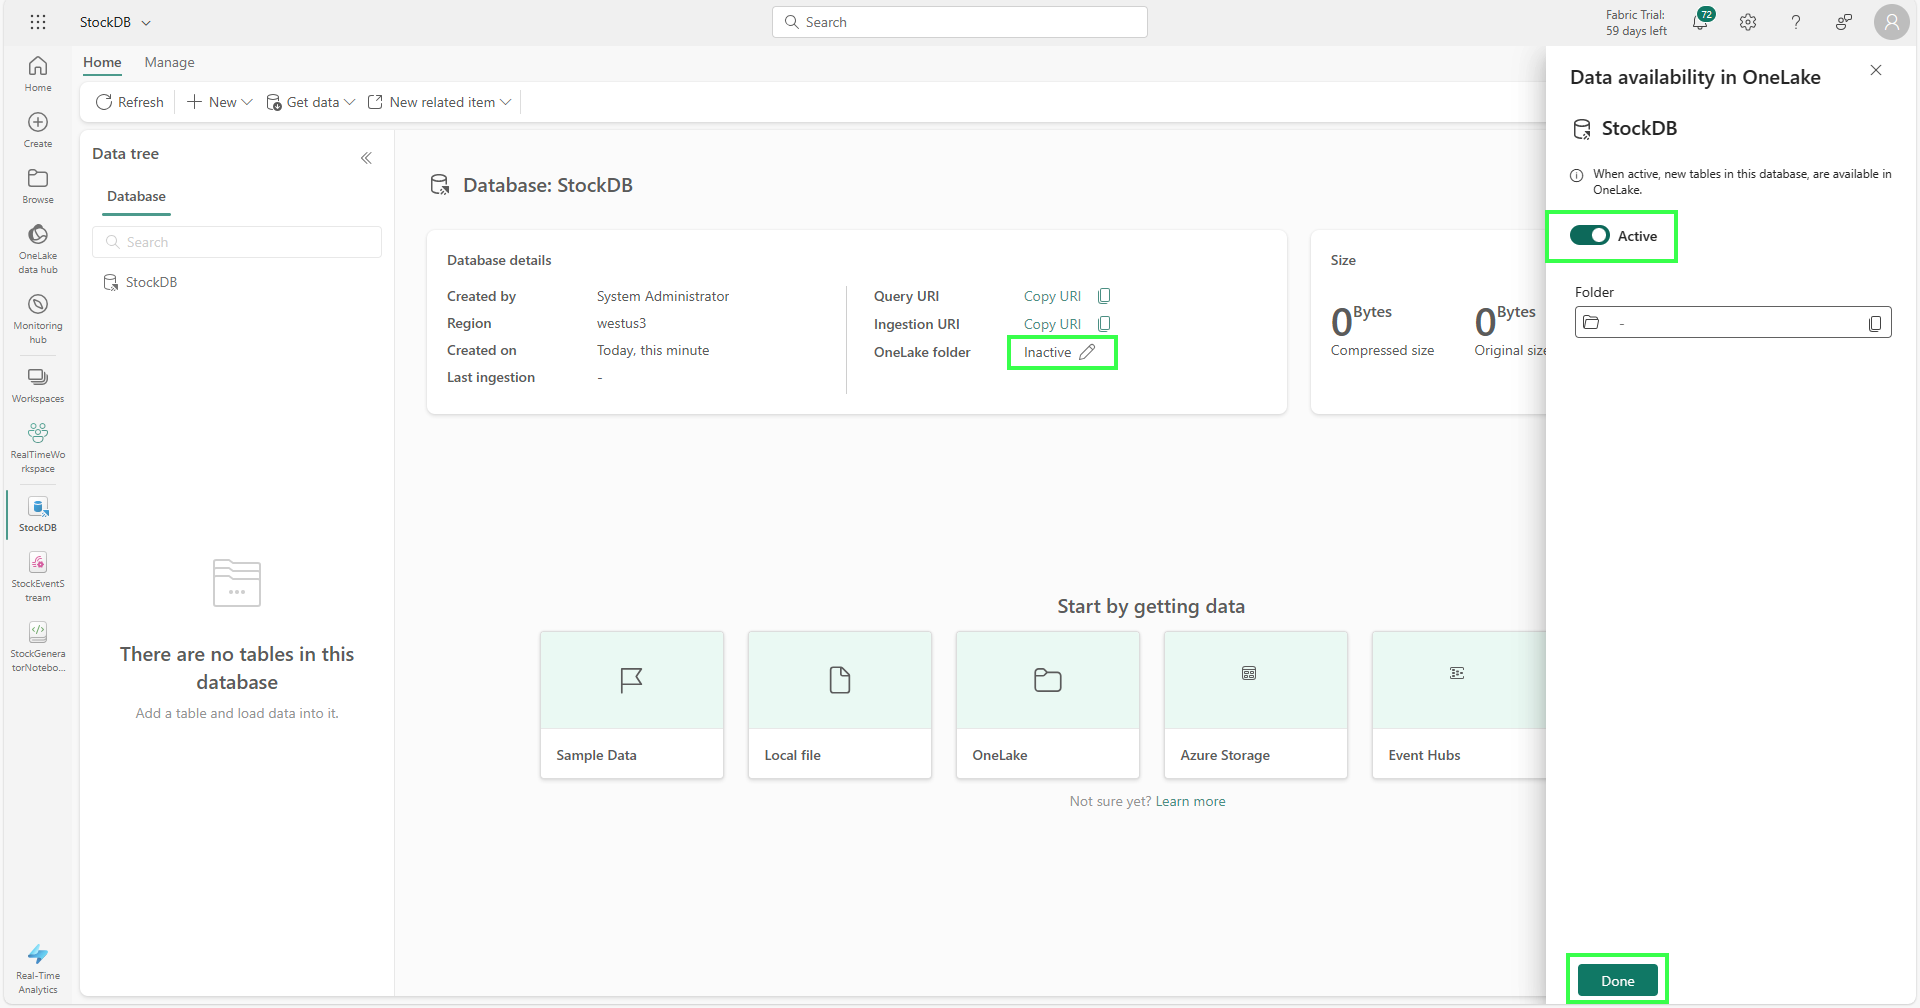 StockDB
Search
Fabric Trial:
59 days left
72
Home
Create
Browse
OneLake
data hub
Monitoring
hub
Workspaces
RealTimeWo
rkspace
StockDB
StockEventS
tream
StockGenera
torNotebo...
Real-Time
Analytics
Home
Manage
Refresh
New
Get data
New related item
Data tree
Database
Search
StockDB
There are no tables in this
database
Add a table and load data into it.
Database: StockDB
Database details
Created by
System Administrator
Region
westus3
Created on
Today, this minute
Last ingestion
-
Query URI
Copy URI
Ingestion URI
Copy URI
OneLake folder
Inactive
Size
0 Bytes
Compressed size
0 Bytes
Original size
Start by getting data
Sample Data
Local file
OneLake
Azure Storage
Event Hubs
Not sure yet? Learn more
Data availability in OneLake
StockDB
When active, new tables in this database, are available in
OneLake.
Active
Folder
-
Done